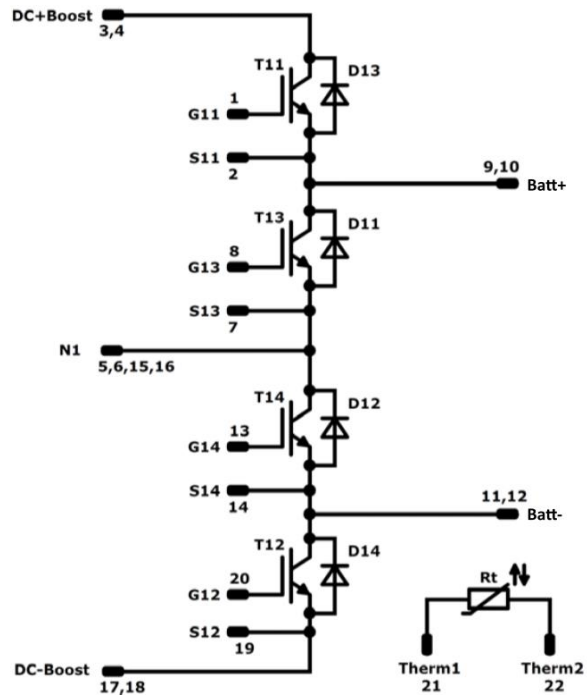 DC+Boost
3,4
T11
D13
1
G11
S11
2
9,10
Batt+
T13
D11
8
G13
S13
7
N1
5,6,15,16
T14
D12
13
G14
S14
14
11,12
Batt-
T12
D14
20
G12
S12
19
DC-Boost
17,18
Rt
Therm1
21
Therm2
22